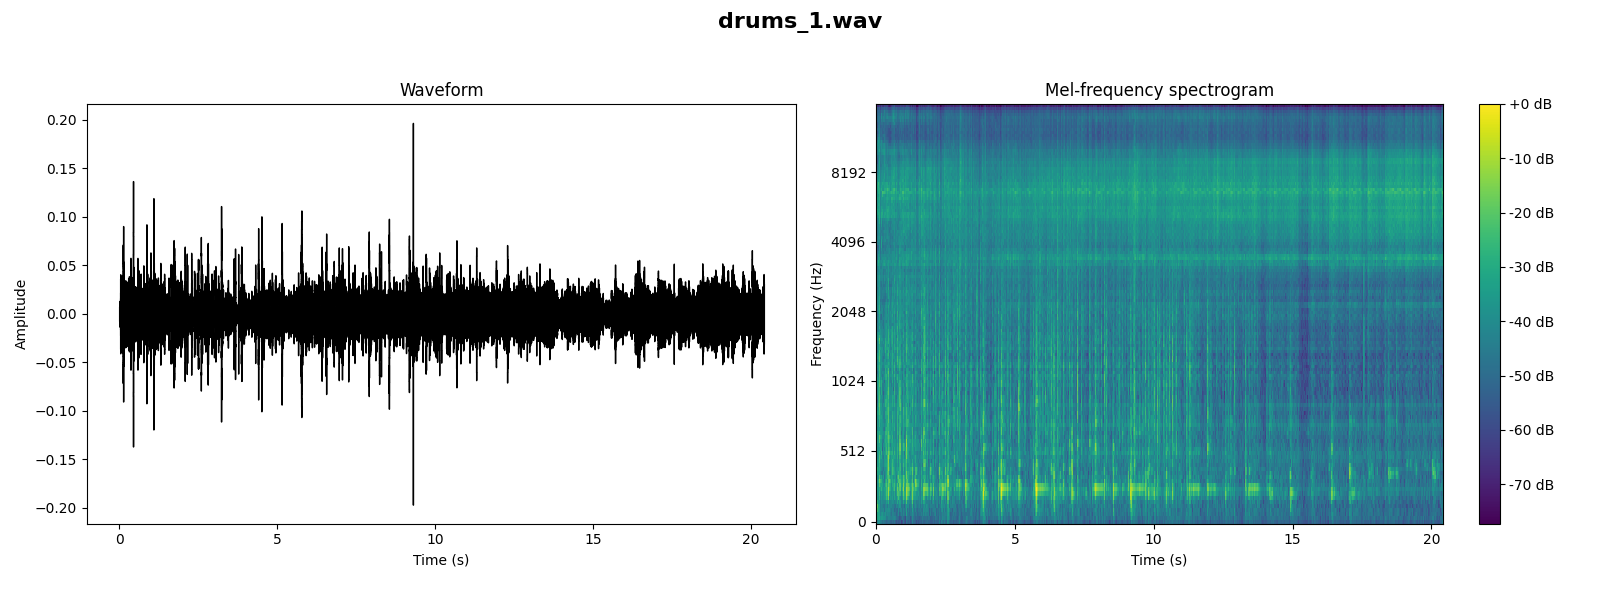 drums_1.wav
Waveform
Amplitude
0.20
0.15
0.10
0.05
0.00
−0.05
−0.10
−0.15
−0.20
0 5 10 15 20
Time (s)
Mel-frequency spectrogram
Frequency (Hz)
8192
4096
2048
1024
512
0
0 5 10 15 20
Time (s)
+0 dB
-10 dB
-20 dB
-30 dB
-40 dB
-50 dB
-60 dB
-70 dB